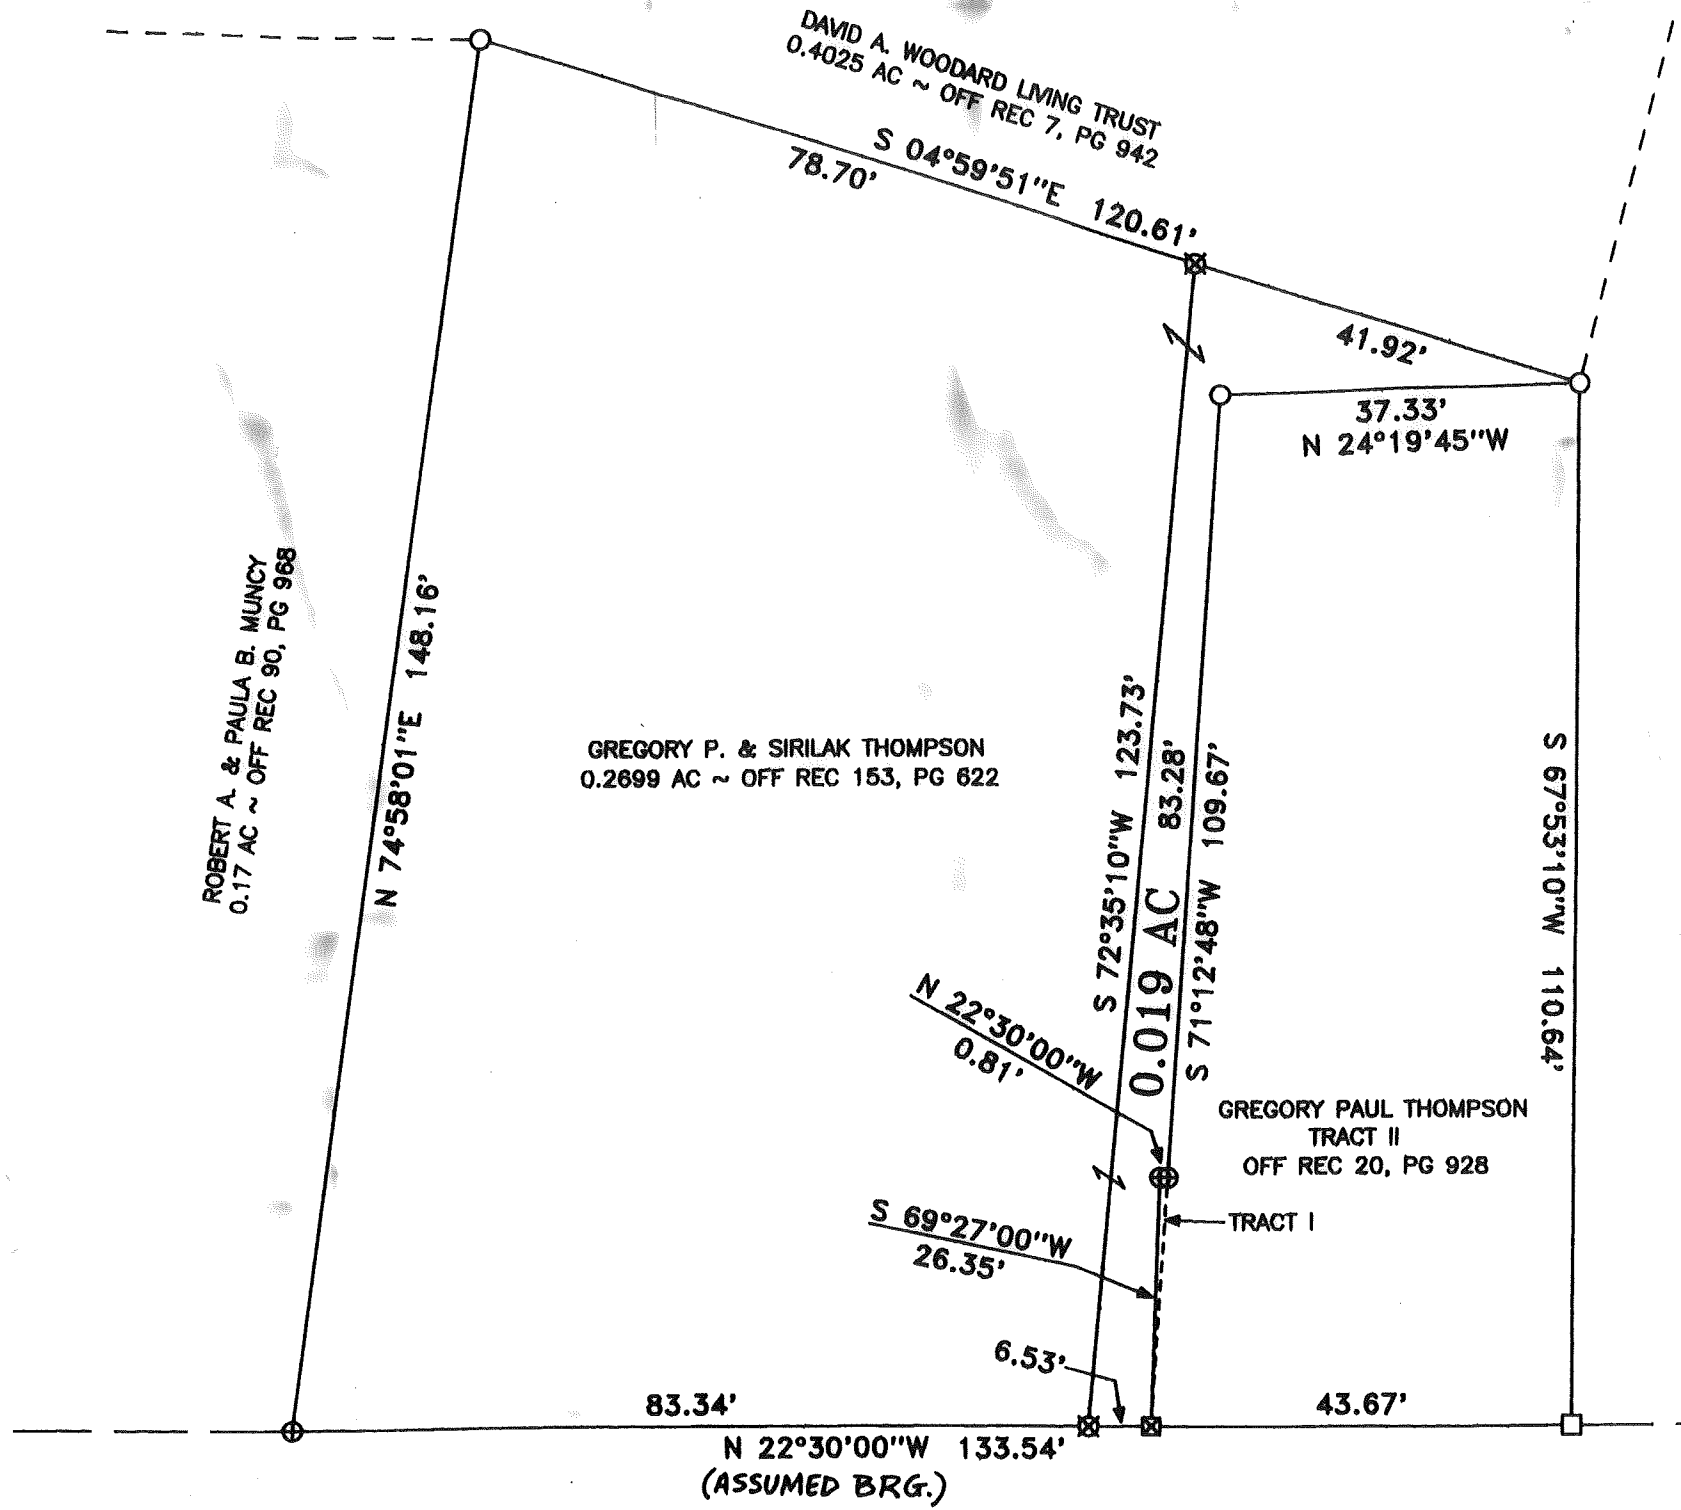 DAVID A. WOODARD LIVING TRUST
0.4025 AC ~ OFF REC 7, PG 942
S 04°59'51"E 120.61'
78.70'
41.92'
37.33'
N 24°19'45"W
ROBERT A. & PAULA B. MUNCY
0.17 AC ~ OFF REC 90, PG 968
N 74°58'01"E 148.16'
GREGORY P. & SIRILAK THOMPSON
0.2699 AC ~ OFF REC 153, PG 622
S 72°35'10"W 123.73'
0.019 AC
83.28'
S 71°12'48"W 109.67'
S 67°53'10"W 110.64'
N 22°30'00"W
0.81'
GREGORY PAUL THOMPSON
TRACT II
OFF REC 20, PG 928
TRACT I
S 69°27'00"W
26.35'
6.53'
83.34'
43.67'
N 22°30'00"W 133.54'
(ASSUMED BRG.)